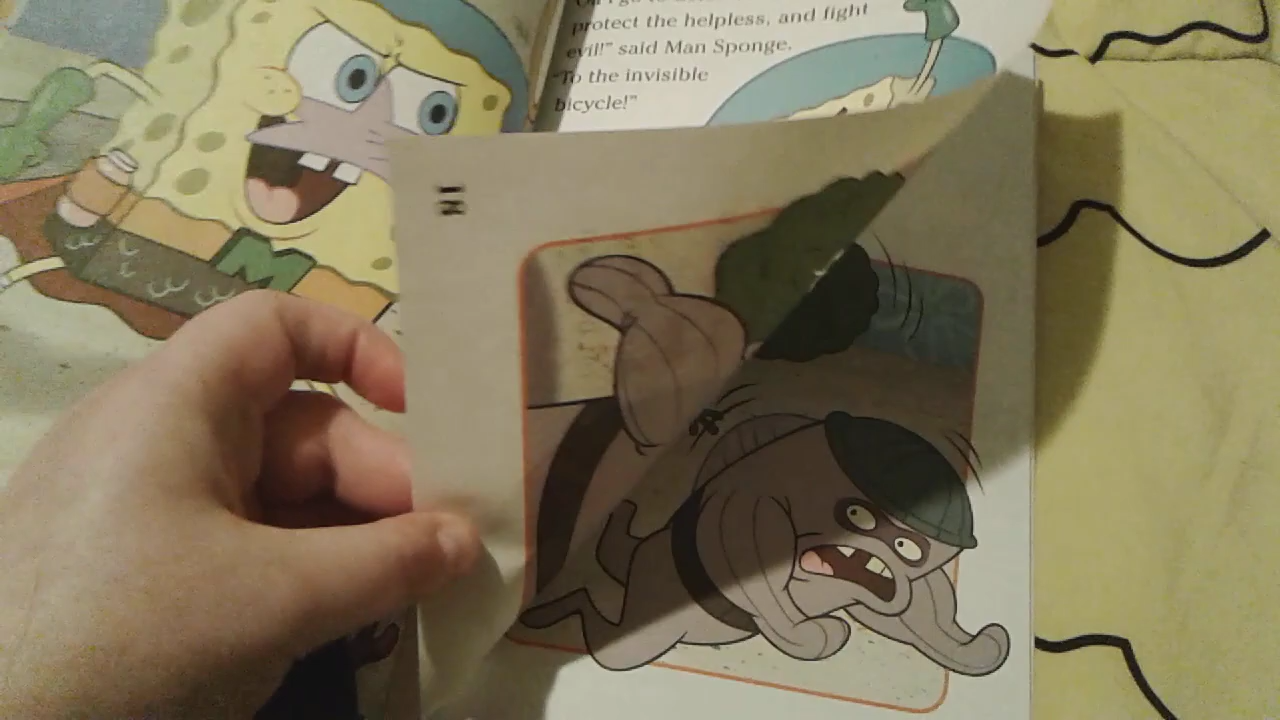 protect the helpless, and fight
evil!" said Man Sponge.
"To the invisible
bicycle!"
M